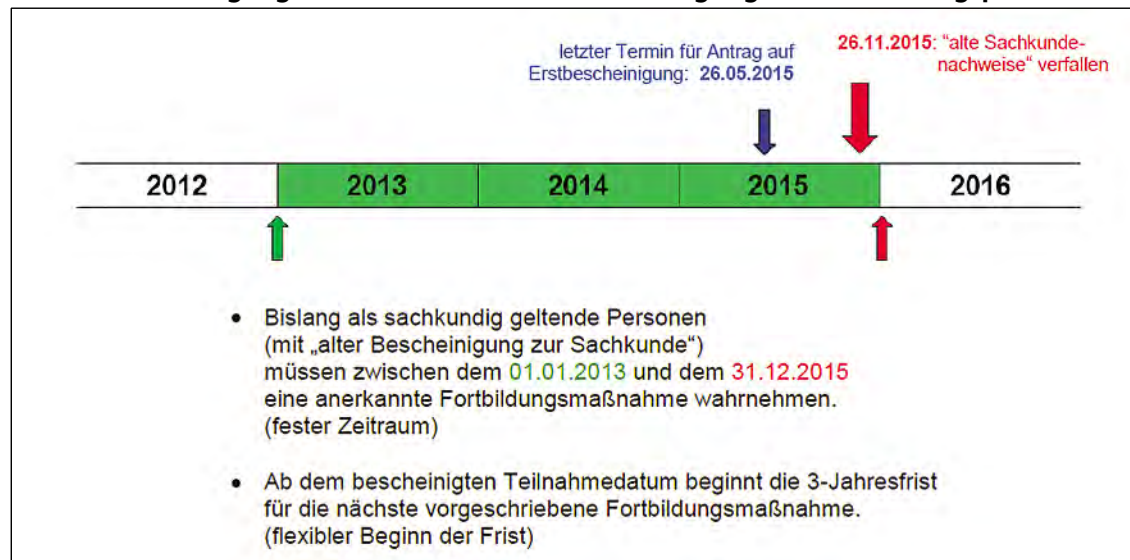 letzter Termin für Antrag auf
Erstbescheinigung: 26.05.2015
26.11.2015: "alte Sachkunde-
nachweise“ verfallen
2012 2013 2014 2015 2016
• Bislang als sachkundig geltende Personen
(mit „alter Bescheinigung zur Sachkunde“)
müssen zwischen dem 01.01.2013 und dem 31.12.2015
eine anerkannte Fortbildungsmaßnahme wahrnehmen.
(fester Zeitraum)
• Ab dem bescheinigten Teilnahmedatum beginnt die 3-Jahresfrist
für die nächste vorgeschriebene Fortbildungsmaßnahme.
(flexibler Beginn der Frist)